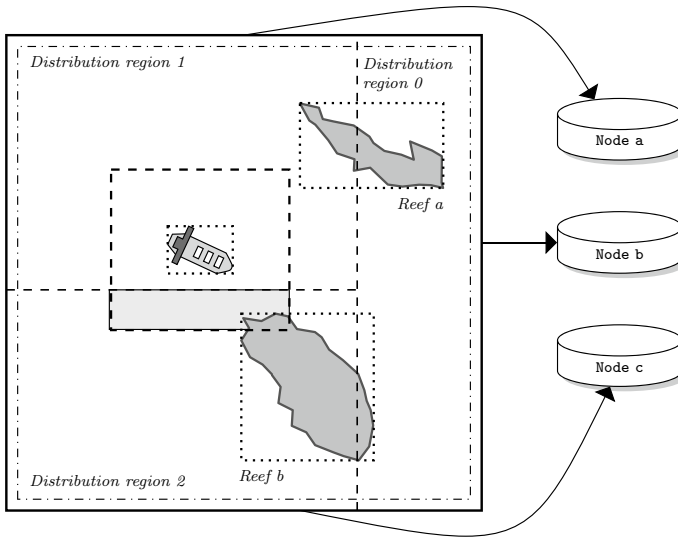 Distribution region 1
Distribution
region 0
Node a
Reef a
Node b
Node c
Reef b
Distribution region 2